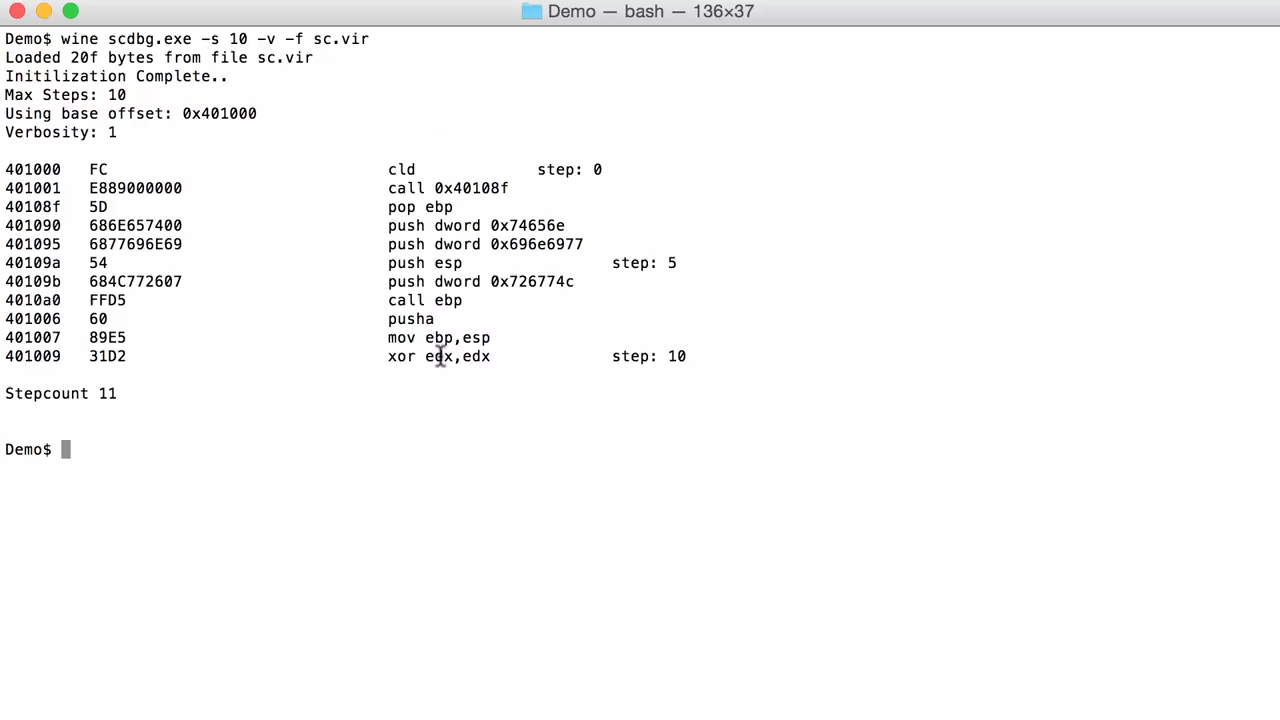 Demo — bash — 136×37
Demo$ wine scdbg.exe -s 10 -v -f sc.vir
Loaded 20f bytes from file sc.vir
Initilization Complete..
Max Steps: 10
Using base offset: 0x401000
Verbosity: 1
401000 FC cld step: 0
401001 E889000000 call 0x40108f
40108f 5D pop ebp
401090 686E657400 push dword 0x74656e
401095 6877696E69 push dword 0x696e6977
40109a 54 push esp step: 5
40109b 684C772607 push dword 0x726774c
4010a0 FFD5 call ebp
401006 60 pusha
401007 89E5 mov ebp,esp
401009 31D2 xor edx,edx step: 10
Stepcount 11
Demo$